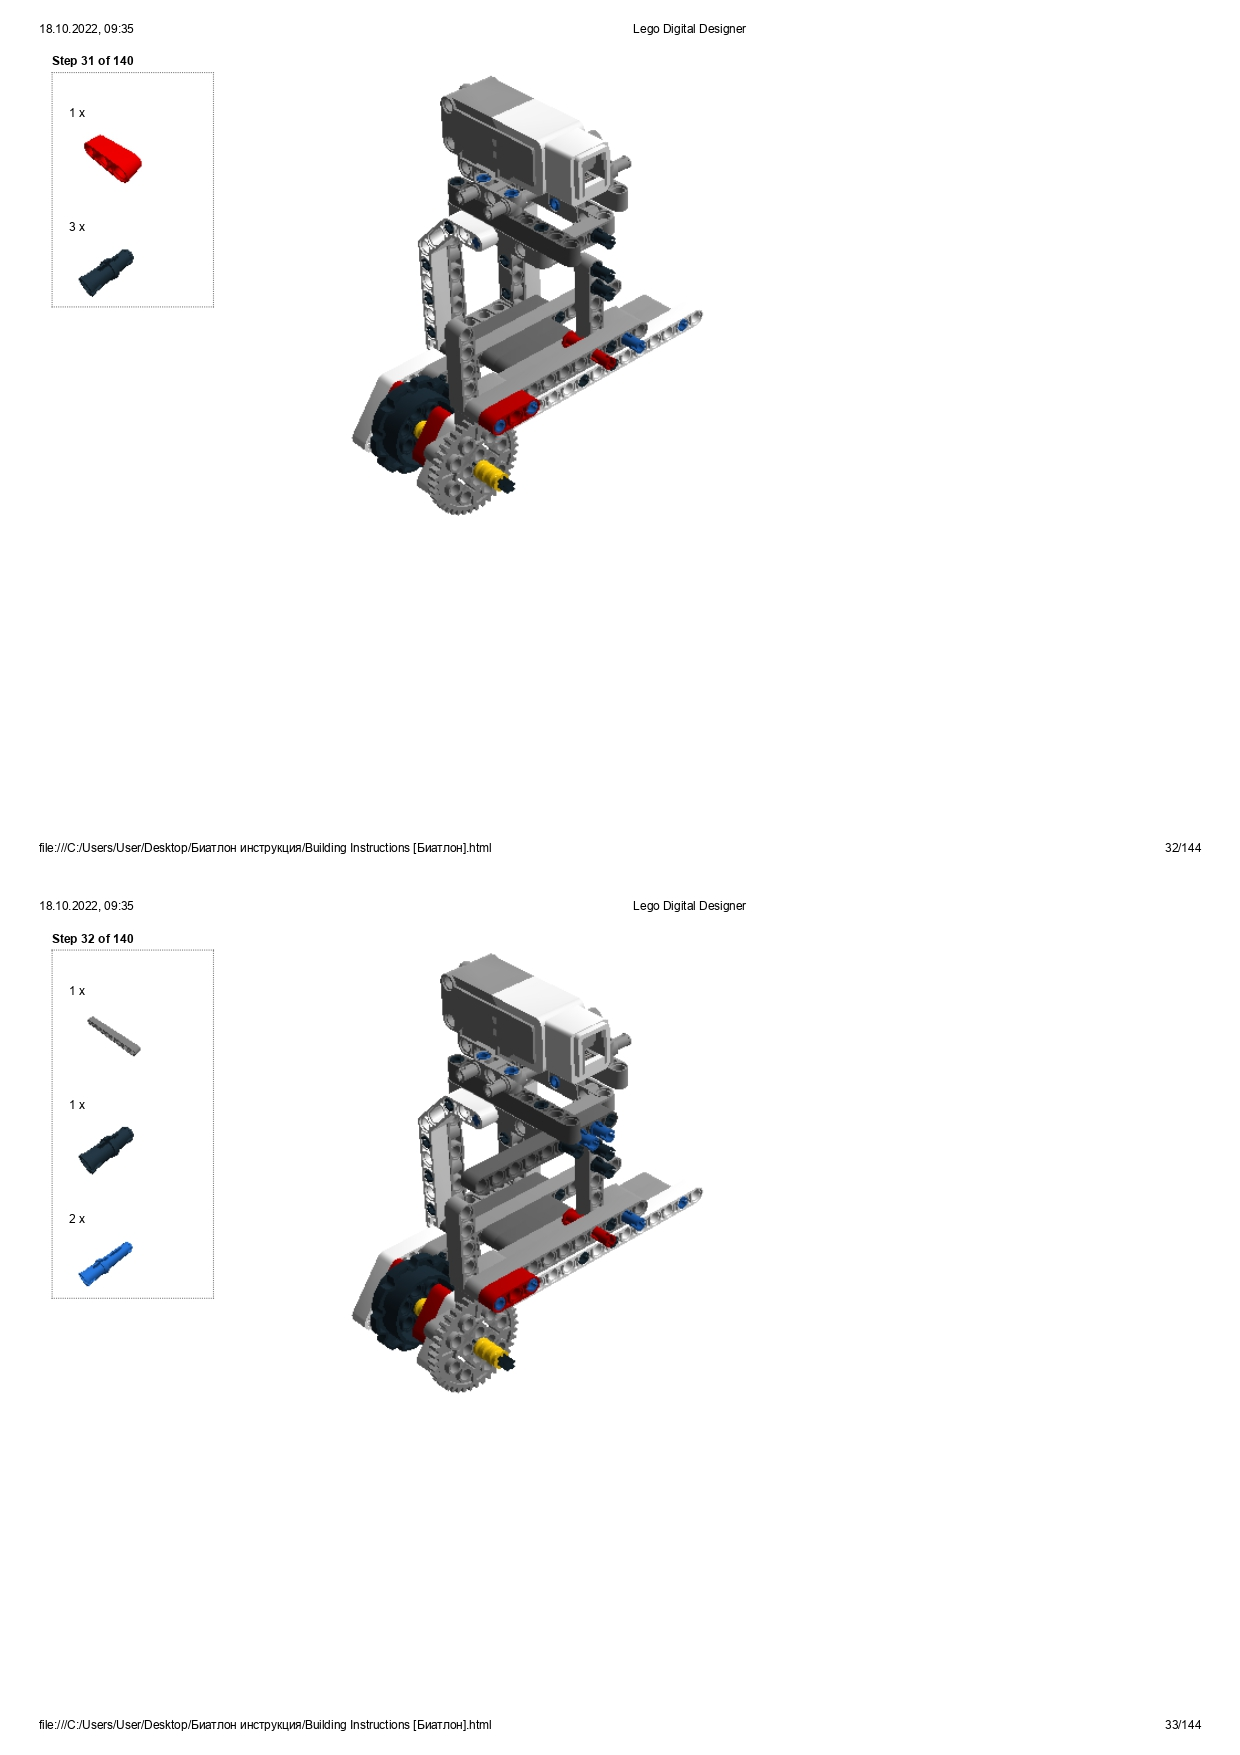 18.10.2022, 09:35
Lego Digital Designer
Step 31 of 140
1 x
3 x
file:///C:/Users/User/Desktop/Биатлон инструкция/Building Instructions [Биатлон].html
32/144
18.10.2022, 09:35
Lego Digital Designer
Step 32 of 140
1 x
1 x
2 x
file:///C:/Users/User/Desktop/Биатлон инструкция/Building Instructions [Биатлон].html
33/144